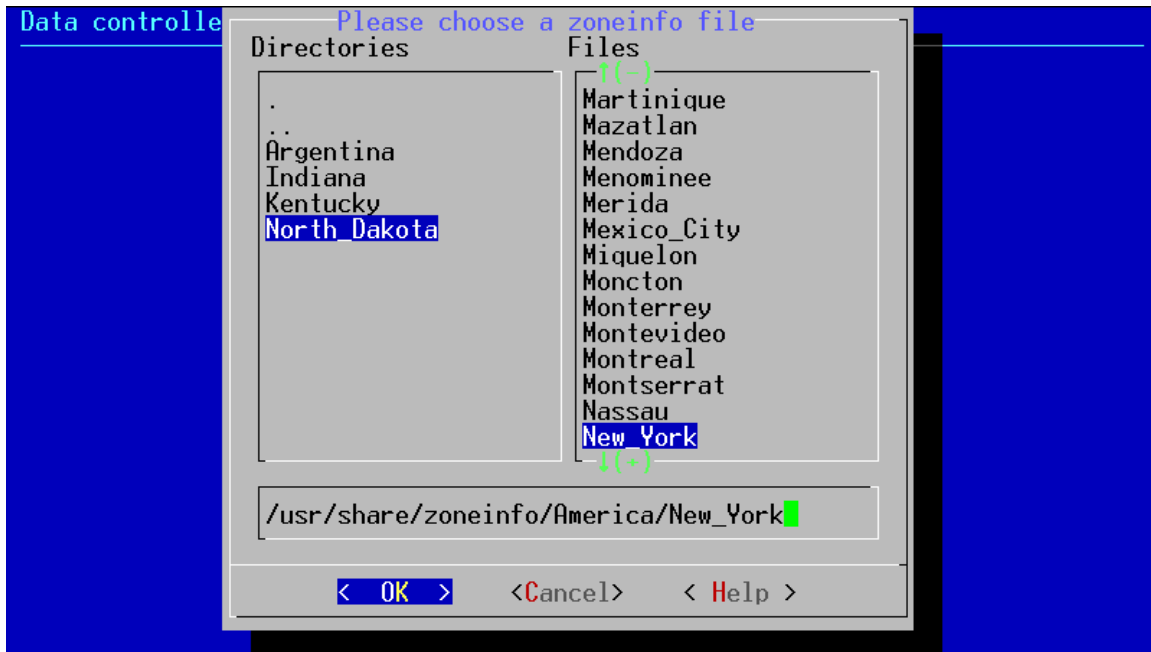 Data controlle
Please choose a zoneinfo file
Directories
Files
.
..
Argentina
Indiana
Kentucky
North_Dakota
↑(-)
Martinique
Mazatlan
Mendoza
Menominee
Merida
Mexico_City
Miquelon
Moncton
Monterrey
Montevideo
Montreal
Montserrat
Nassau
New_York
↓(+)
/usr/share/zoneinfo/America/New_York
< OK > <Cancel> < Help >